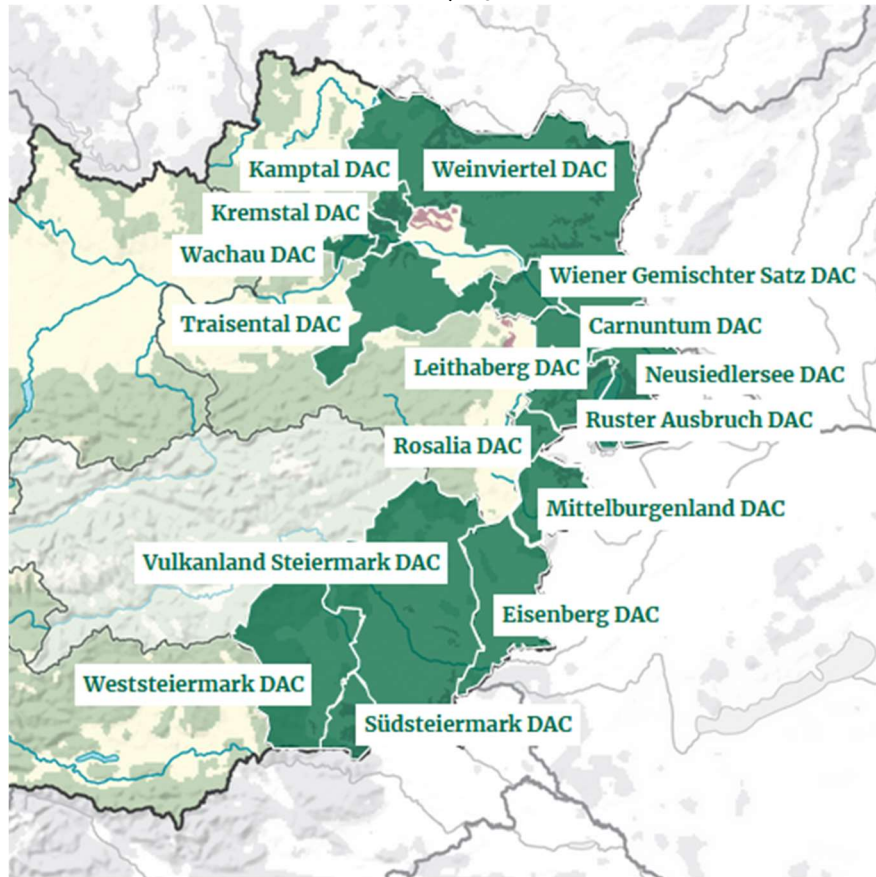 Kamptal DAC
Weinviertel DAC
Kremstal DAC
Wachau DAC
Wiener Gemischter Satz DAC
Traisental DAC
Carnuntum DAC
Leithaberg DAC
Neusiedlersee DAC
Ruster Ausbruch DAC
Rosalia DAC
Mittelburgenland DAC
Vulkanland Steiermark DAC
Eisenberg DAC
Weststeiermark DAC
Südsteiermark DAC